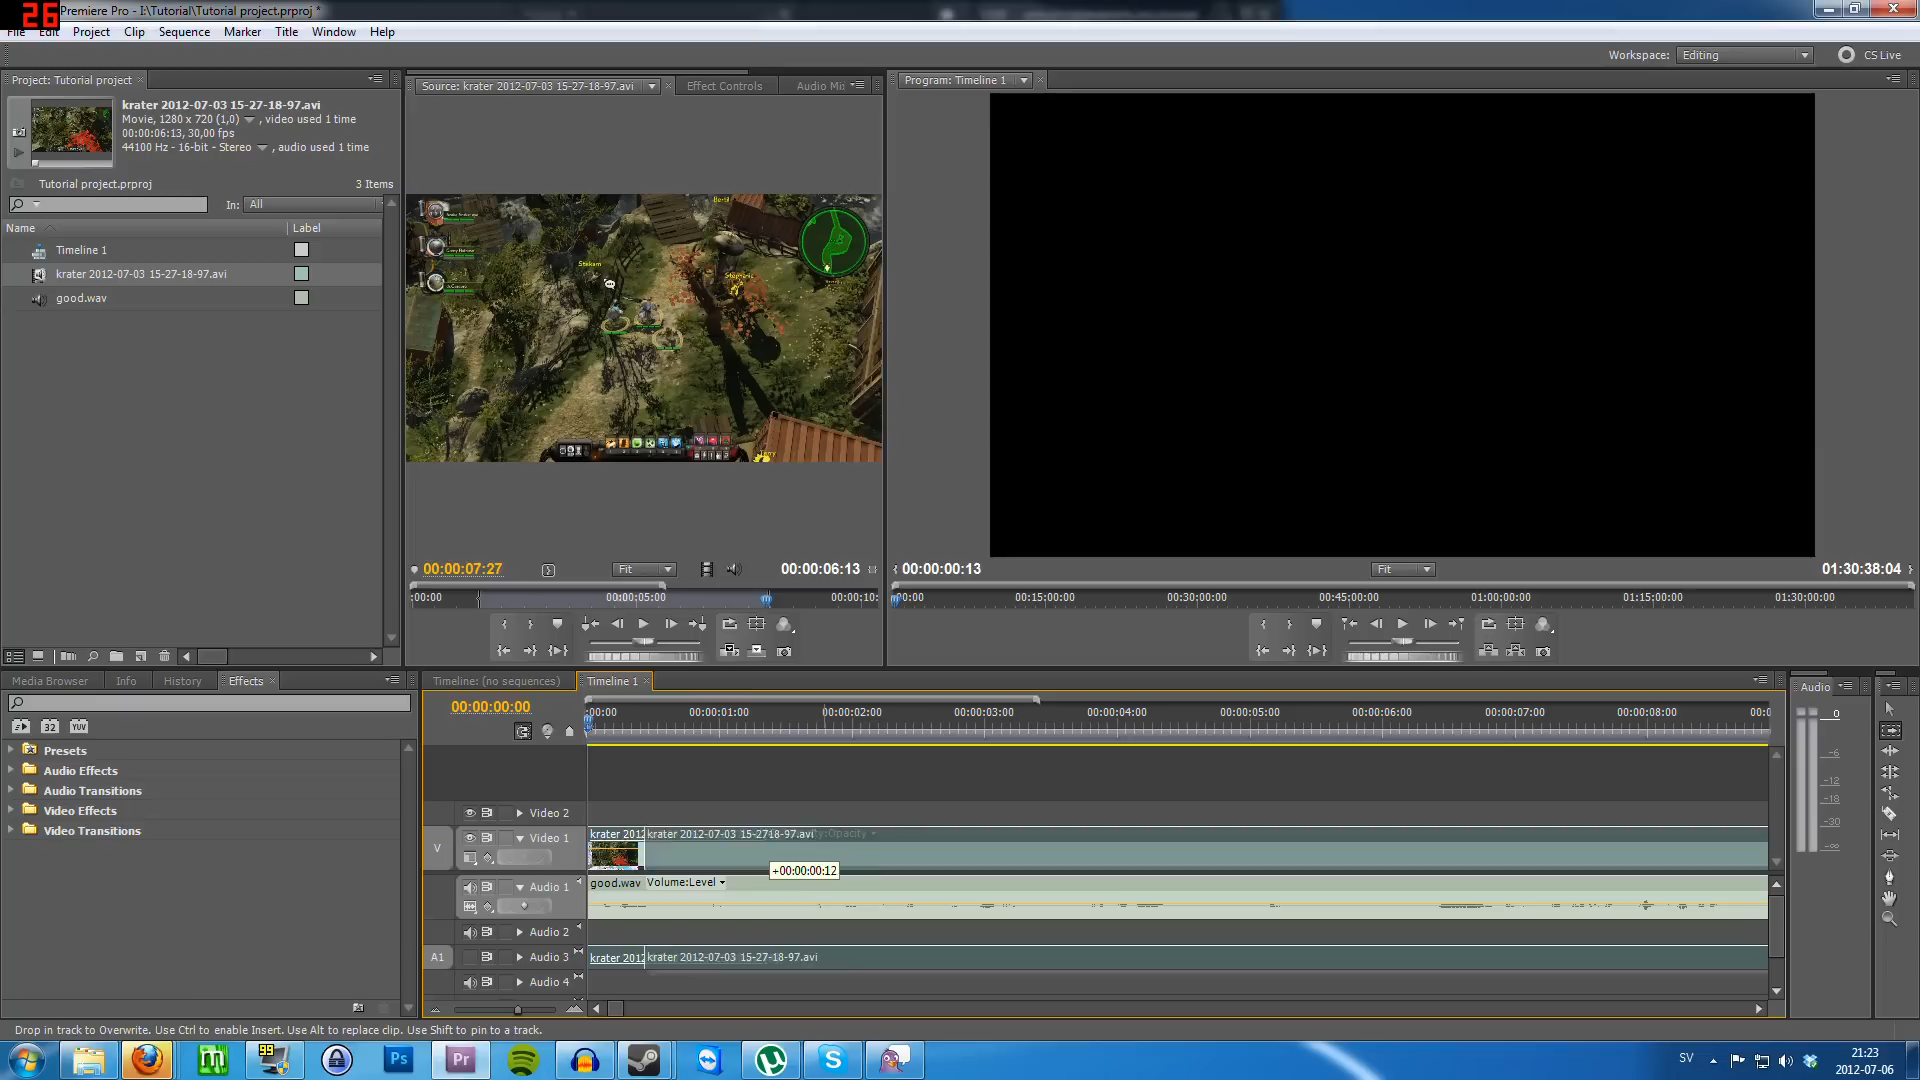 26
Premiere Pro - I:\Tutorial\Tutorial project.prproj *
File Edit Project Clip Sequence Marker Title Window Help
Workspace: Editing CS Live
Project: Tutorial project
krater 2012-07-03 15-27-18-97.avi
Movie, 1280 x 720 (1,0) , video used 1 time
00:00:06:13, 30,00 fps
44100 Hz - 16-bit - Stereo , audio used 1 time
Tutorial project.prproj 3 Items
In: All
Name Label
Timeline 1
krater 2012-07-03 15-27-18-97.avi
good.wav
Source: krater 2012-07-03 15-27-18-97.avi Effect Controls Audio Mix
Stekarn
00:00:07:27 Fit 00:00:06:13
:00:00 00:00:05:00 00:00:10:
Program: Timeline 1
00:00:00:13 Fit 01:30:38:04
00:00 00:15:00:00 00:30:00:00 00:45:00:00 01:00:00:00 01:15:00:00 01:30:00:00
Media Browser Info History Effects
32 YUV
Presets
Audio Effects
Audio Transitions
Video Effects
Video Transitions
Timeline: (no sequences) Timeline 1
00:00:00:00
:00:00 00:00:01:00 00:00:02:00 00:00:03:00 00:00:04:00 00:00:05:00 00:00:06:00 00:00:07:00 00:00:08:00 00:0
Video 2
V Video 1
krater 2012 krater 2012-07-03 15-27-18-97.avi ty:Opacity
+00:00:00:12
Audio 1
good.wav Volume:Level
Audio 2
A1 Audio 3
krater 2012 krater 2012-07-03 15-27-18-97.avi
Audio 4
Audio
0
-6
-12
-18
-30
-∞
Drop in track to Overwrite. Use Ctrl to enable Insert. Use Alt to replace clip. Use Shift to pin to a track.
99
Ps
Pr
SV
21:23
2012-07-06